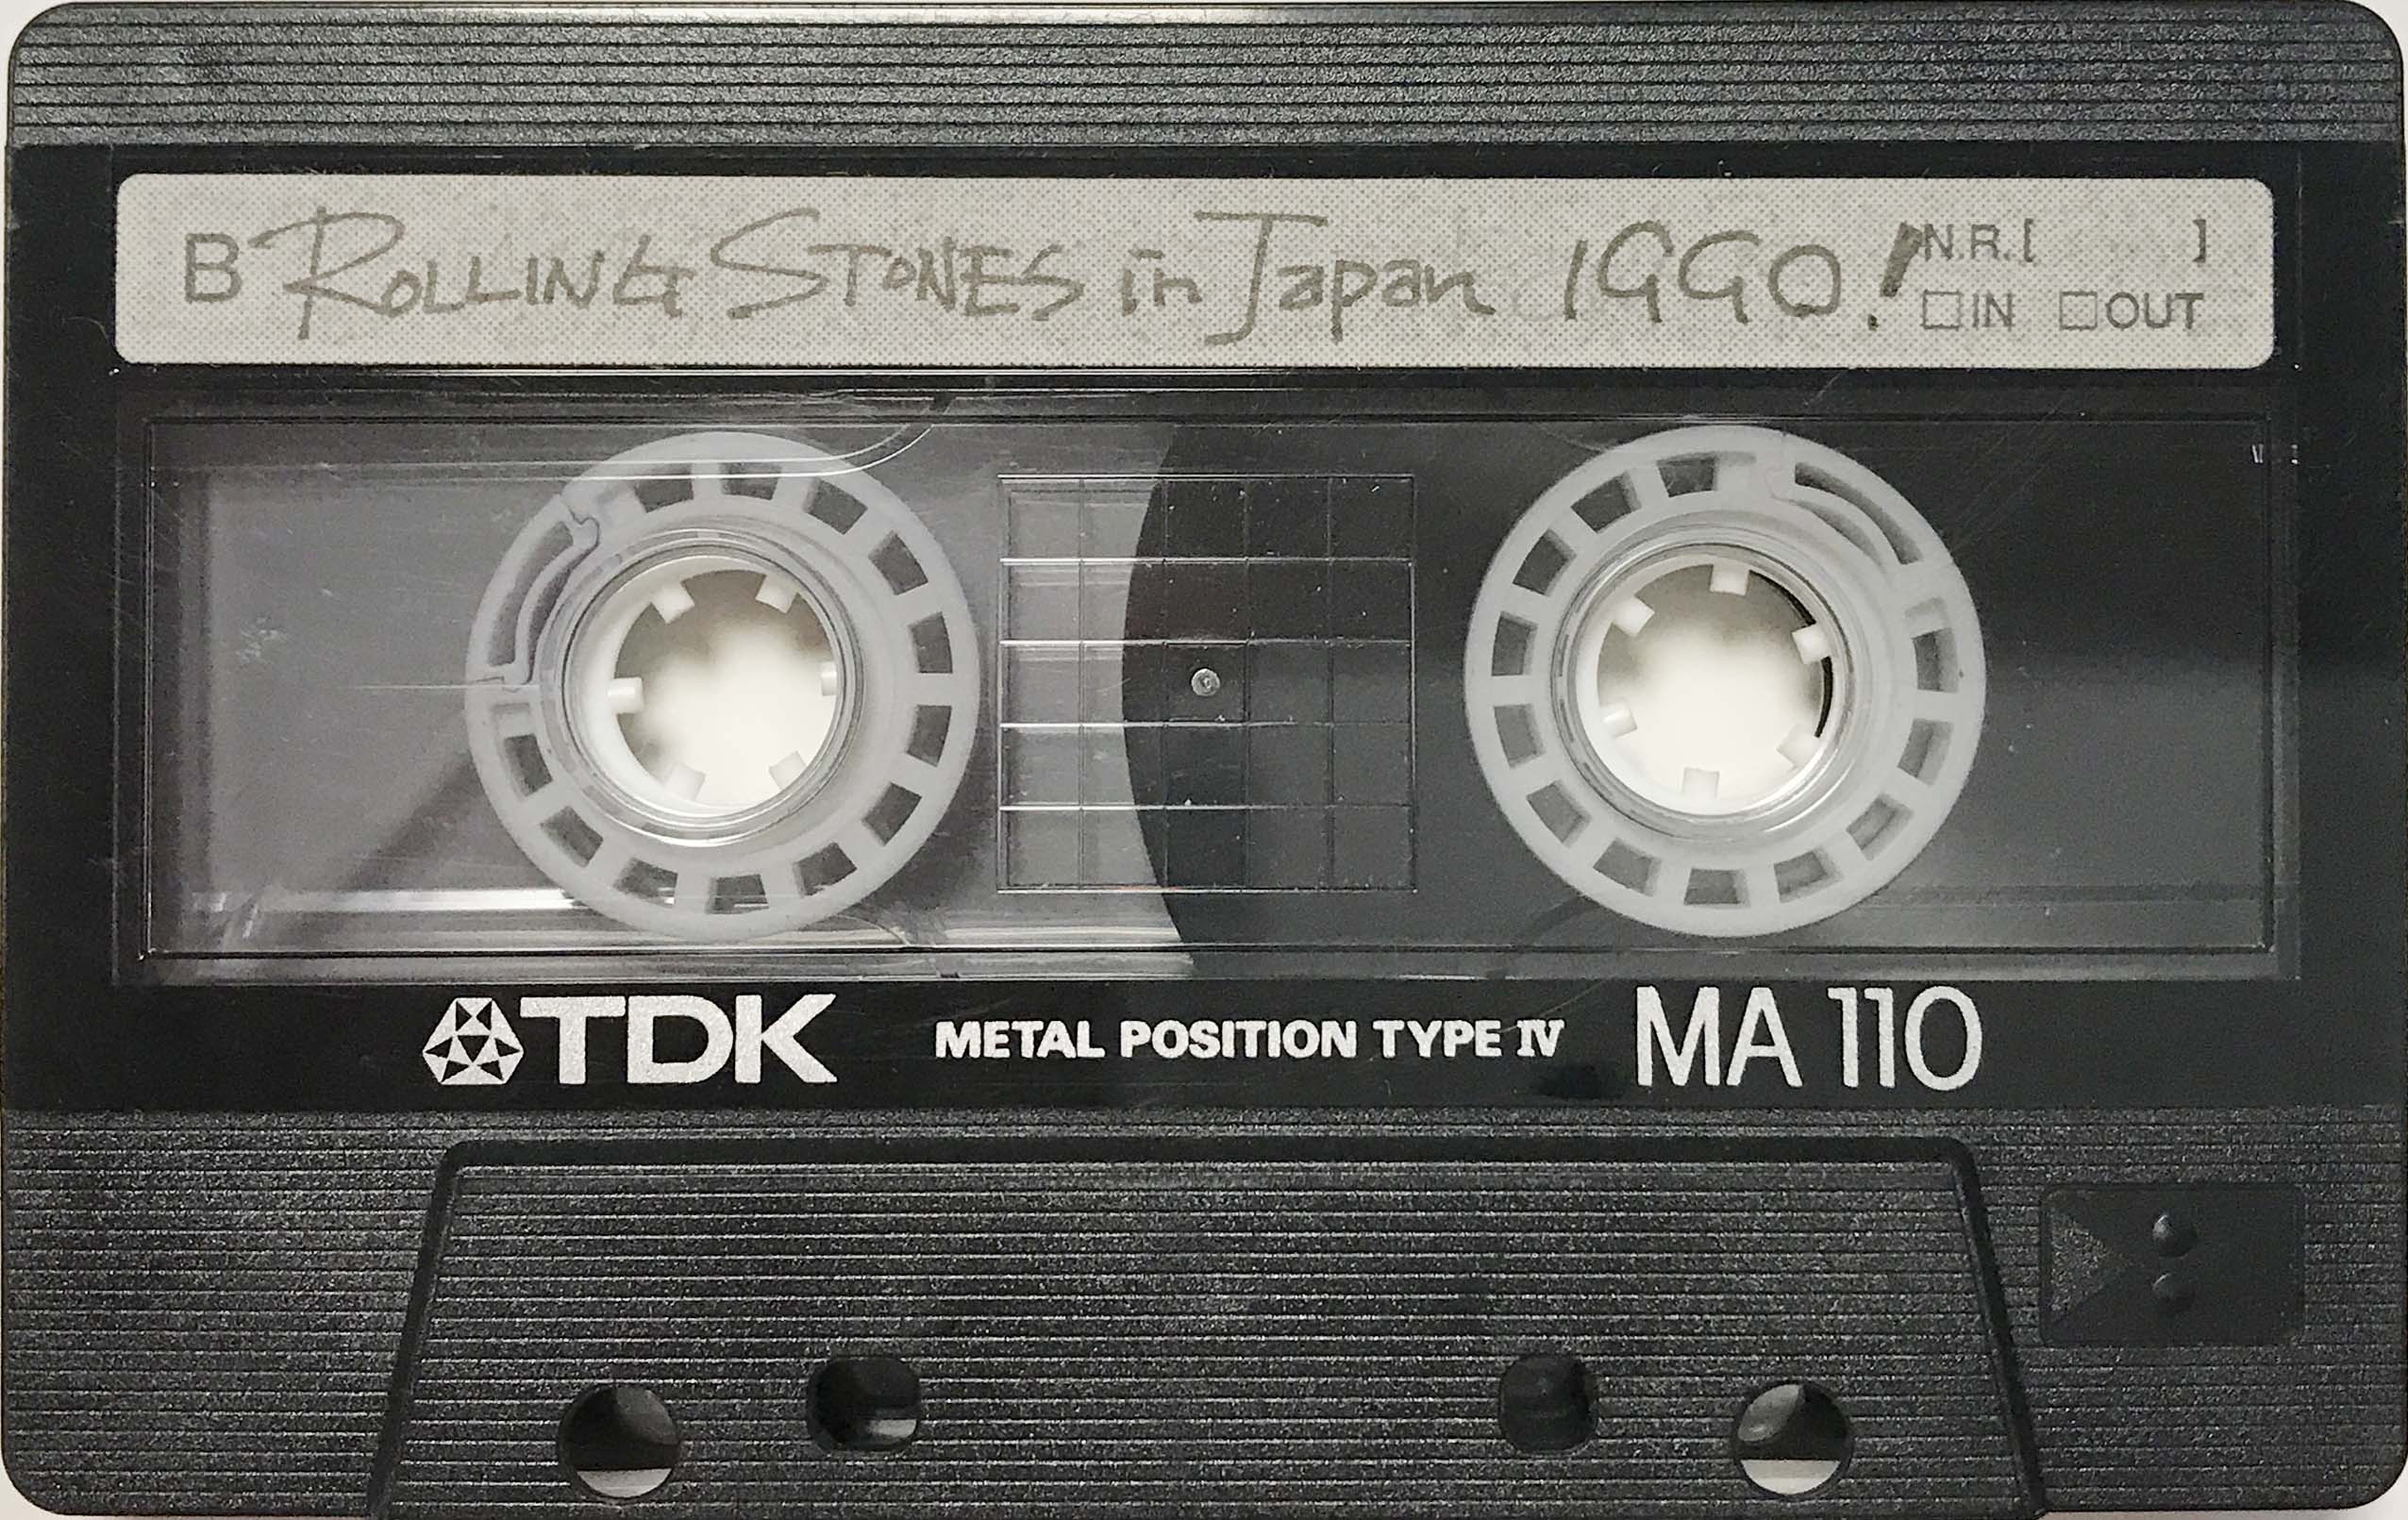 B ROLLING STONES in Japan 1990! N.R.[ ]
□IN □OUT
TDK METAL POSITION TYPE IV MA 110